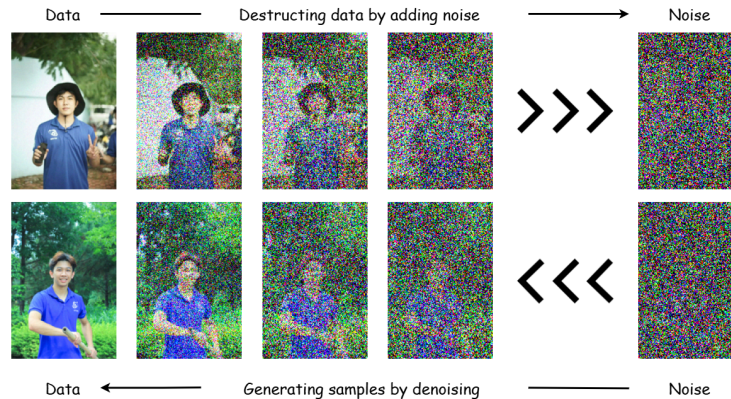 Data Destructing data by adding noise Noise
Data Generating samples by denoising Noise